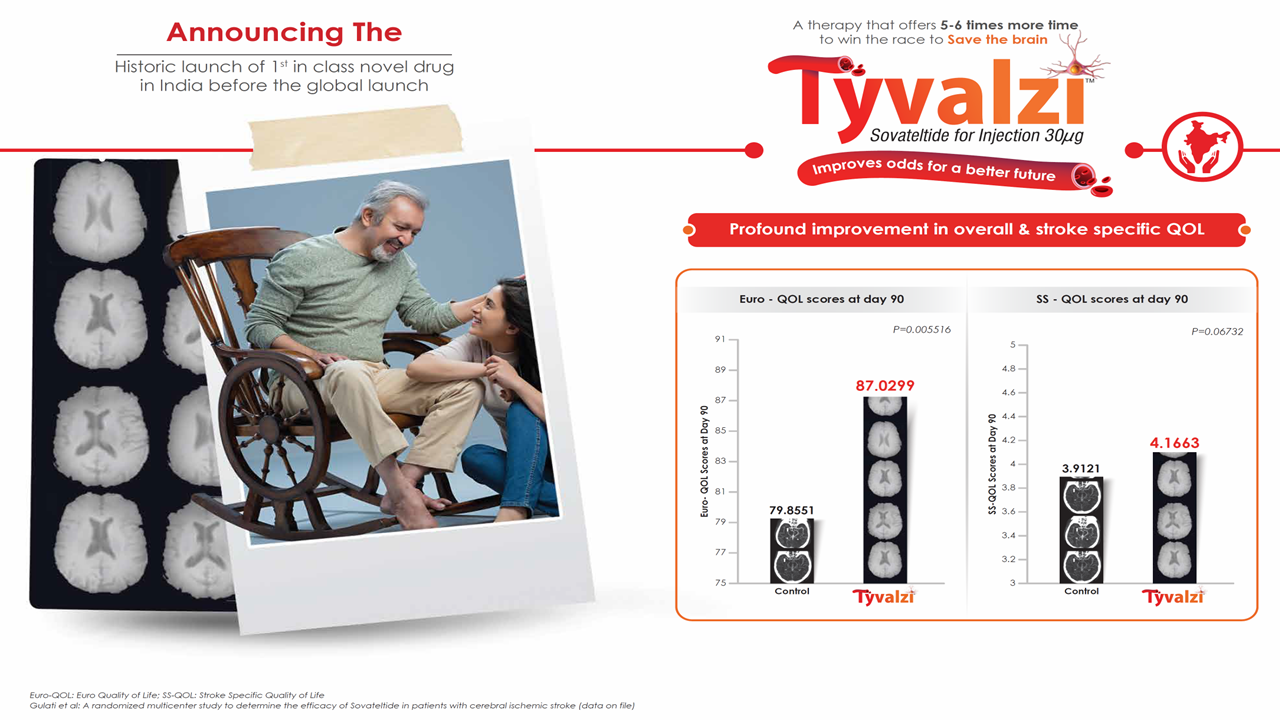 Announcing The
Historic launch of 1st in class novel drug
in India before the global launch
A therapy that offers 5-6 times more time
to win the race to Save the brain
Tyvalzi™
Sovateltide for Injection 30µg
Improves odds for a better future
Profound improvement in overall & stroke specific QOL
Euro - QOL scores at day 90
P=0.005516
Euro- QOL Scores at Day 90
91
89
87
85
83
81
79
77
75
79.8551
87.0299
Control
Tyvalzi
SS - QOL scores at day 90
P=0.06732
SS-QOL Scores at Day 90
5
4.8
4.6
4.4
4.2
4
3.8
3.6
3.4
3.2
3
3.9121
4.1663
Control
Tyvalzi
Euro-QOL: Euro Quality of Life; SS-QOL: Stroke Specific Quality of Life
Gulati et al: A randomized multicenter study to determine the efficacy of Sovateltide in patients with cerebral ischemic stroke (data on file)